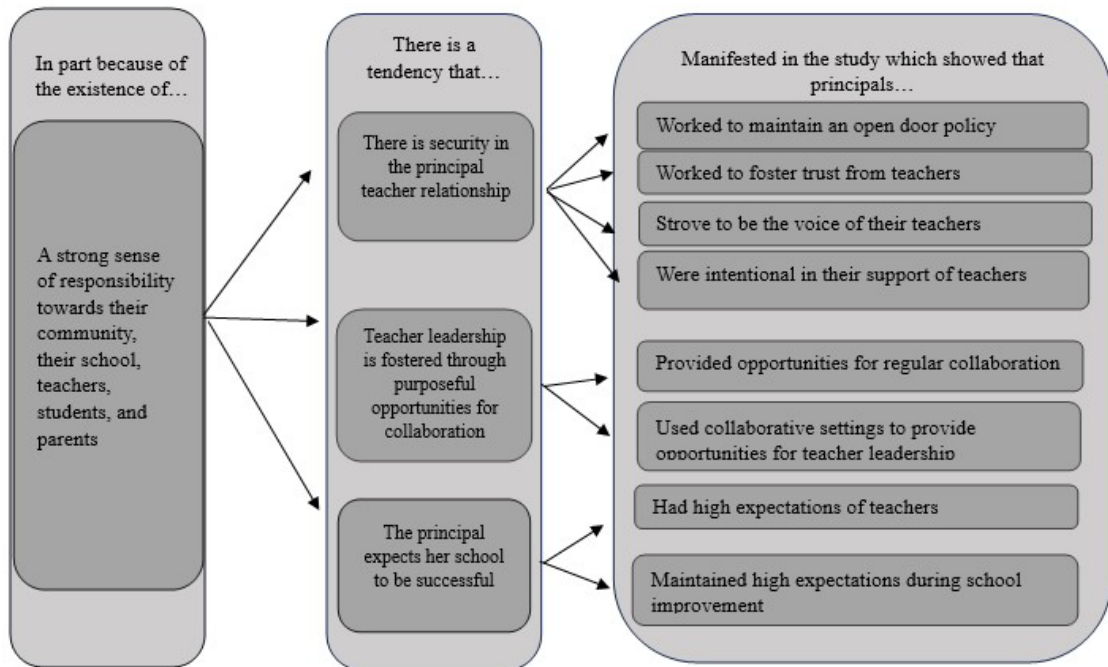 In part because of
the existence of…
A strong sense
of responsibility
towards their
community,
their school,
teachers,
students, and
parents
There is a
tendency that…
There is security in
the principal
teacher relationship
Teacher leadership
is fostered through
purposeful
opportunities for
collaboration
The principal
expects her school
to be successful
Manifested in the study which showed that
principals…
Worked to maintain an open door policy
Worked to foster trust from teachers
Strove to be the voice of their teachers
Were intentional in their support of teachers
Provided opportunities for regular collaboration
Used collaborative settings to provide
opportunities for teacher leadership
Had high expectations of teachers
Maintained high expectations during school
improvement